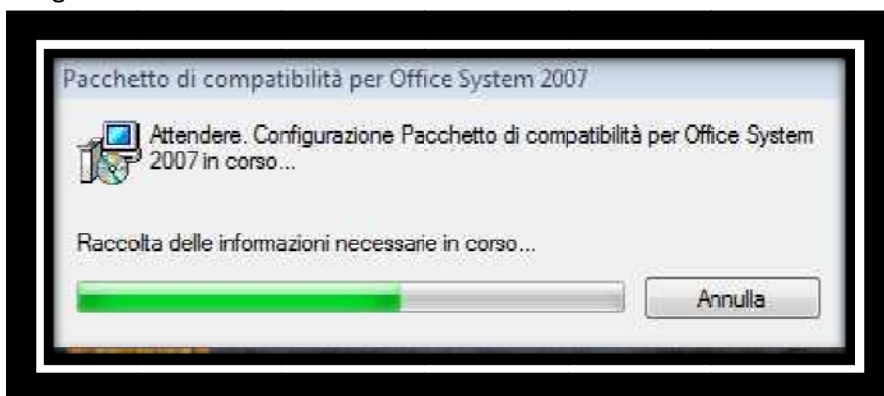 Pacchetto di compatibilità per Office System 2007
Attendere. Configurazione Pacchetto di compatibilità per Office System
2007 in corso...
Raccolta delle informazioni necessarie in corso...
Annulla